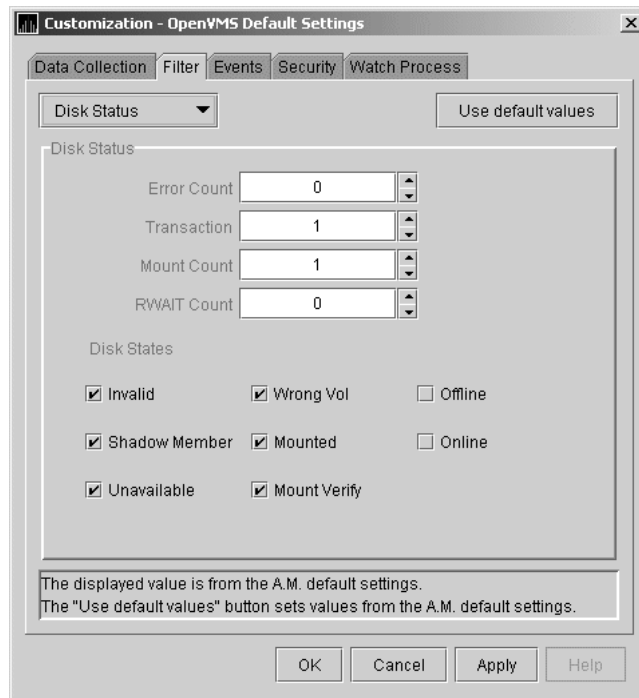 Customization - OpenVMS Default Settings
Data Collection Filter Events Security Watch Process
Disk Status Use default values
Disk Status
Error Count 0
Transaction 1
Mount Count 1
RWAIT Count 0
Disk States
Invalid Wrong Vol Offline
Shadow Member Mounted Online
Unavailable Mount Verify
The displayed value is from the A.M. default settings.
The "Use default values" button sets values from the A.M. default settings.
OK Cancel Apply Help